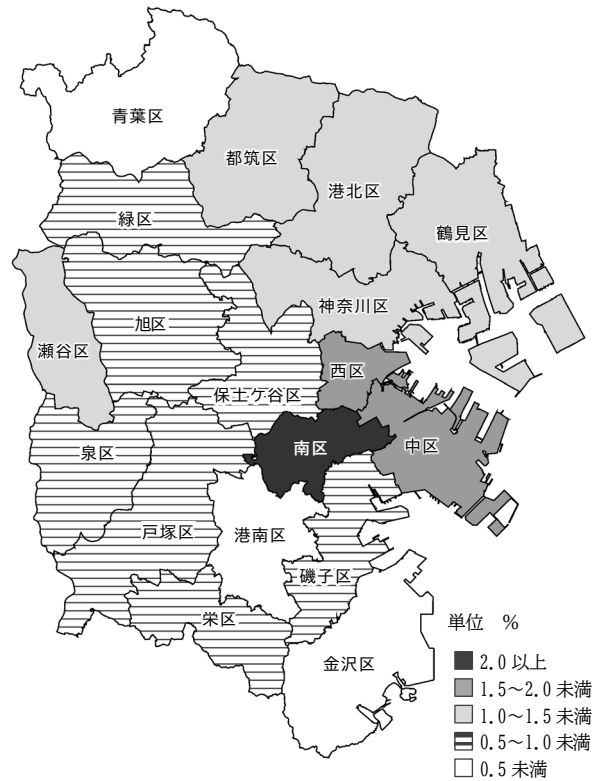 青葉区
都筑区
港北区
緑区
鶴見区
神奈川区
旭区
瀬谷区
西区
保土ケ谷区
南区
中区
泉区
戸塚区
港南区
磯子区
栄区
金沢区
単位 %
2.0以上
1.5～2.0未満
1.0～1.5未満
0.5～1.0未満
0.5未満